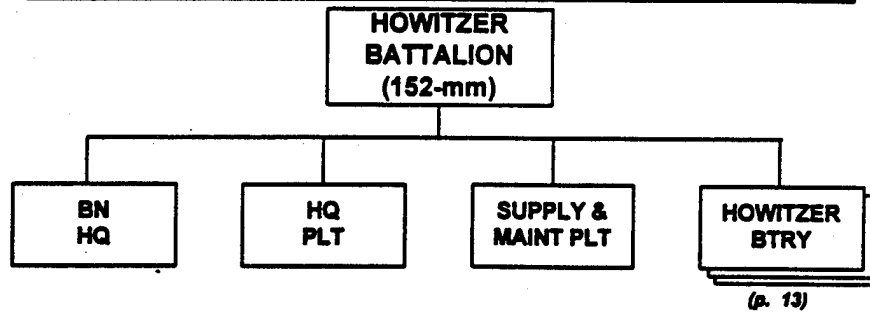 HOWITZER
BATTALION
(152-mm)
BN
HQ
HQ
PLT
SUPPLY &
MAINT PLT
HOWITZER
BTRY
(p. 13)